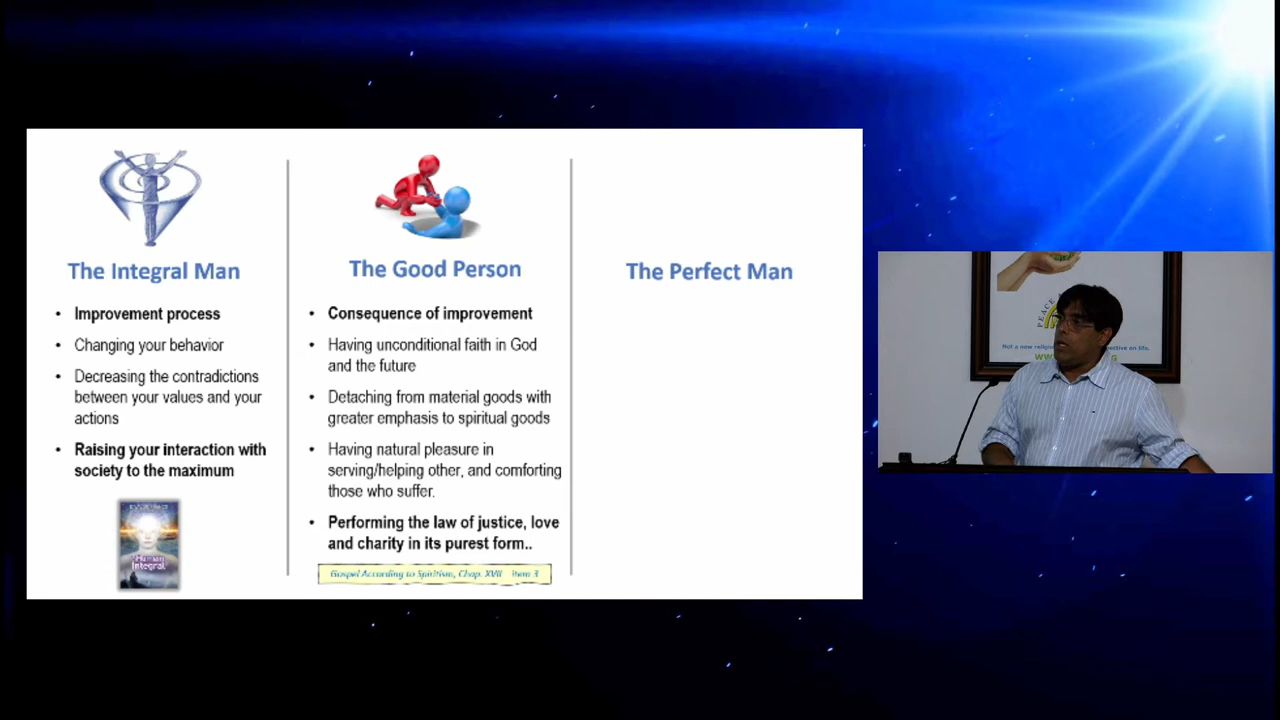 The Integral Man
• Improvement process
• Changing your behavior
• Decreasing the contradictions
between your values and your
actions
• Raising your interaction with
society to the maximum
Human
Integral
The Good Person
• Consequence of improvement
• Having unconditional faith in God
and the future
• Detaching from material goods with
greater emphasis to spiritual goods
• Having natural pleasure in
serving/helping other, and comforting
those who suffer.
• Performing the law of justice, love
and charity in its purest form..
Gospel According to Spiritism, Chap. XVII item 3
The Perfect Man
PEACE
Not a new
on life.